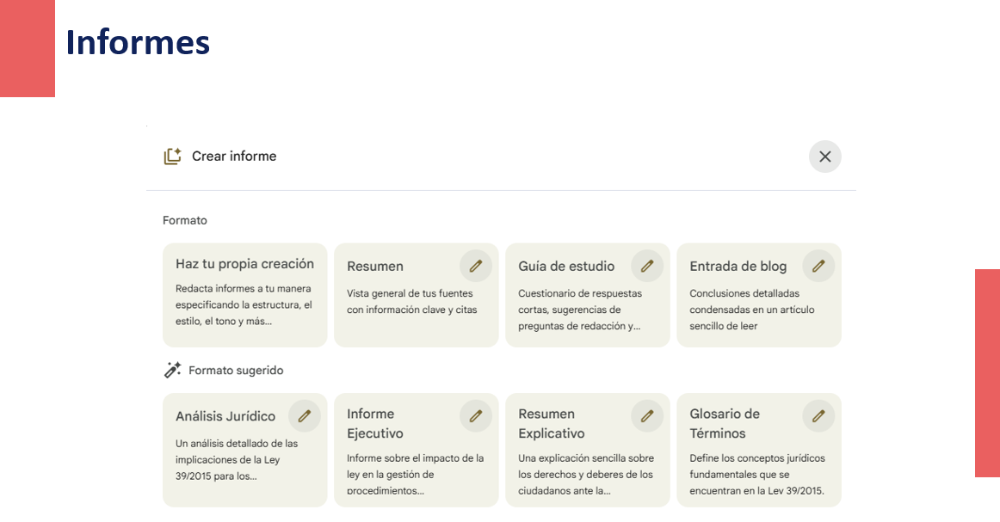 Informes
Crear informe
Formato
Haz tu propia creación
Redacta informes a tu manera
especificando la estructura, el
estilo, el tono y más...
Resumen
Vista general de tus fuentes
con información clave y citas
Guía de estudio
Cuestionario de respuestas
cortas, sugerencias de
preguntas de redacción y...
Entrada de blog
Conclusiones detalladas
condensadas en un artículo
sencillo de leer
Formato sugerido
Análisis Jurídico
Un análisis detallado de las
implicaciones de la Ley
39/2015 para los...
Informe
Ejecutivo
Informe sobre el impacto de la
ley en la gestión de
procedimientos...
Resumen
Explicativo
Una explicación sencilla sobre
los derechos y deberes de los
ciudadanos ante la...
Glosario de
Términos
Define los conceptos jurídicos
fundamentales que se
encuentran en la Ley 39/2015.